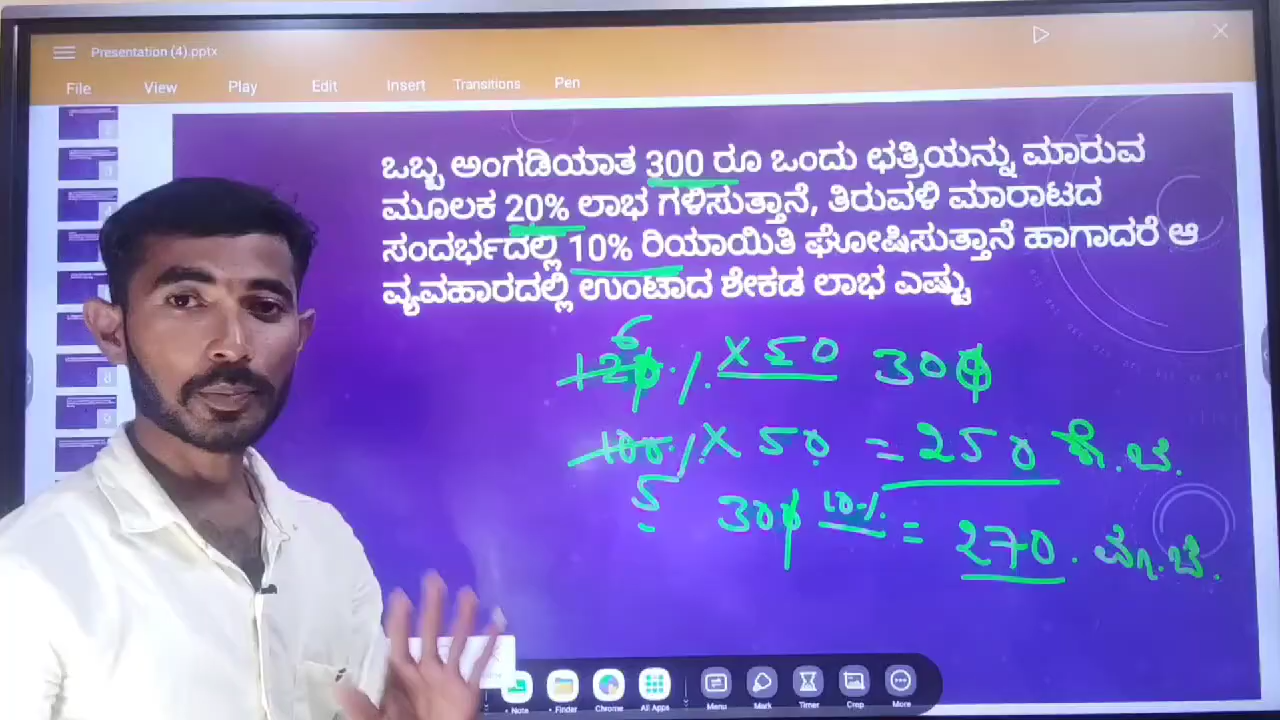 Presentation (4).pptx
File View Play Edit Insert Transitions Pen
ಒಬ್ಬ ಅಂಗಡಿಯಾತ 300 ರೂ ಒಂದು ಛತ್ರಿಯನ್ನು ಮಾರುವ
ಮೂಲಕ 20% ಲಾಭ ಗಳಿಸುತ್ತಾನೆ, ತಿರುವಳಿ ಮಾರಾಟದ
ಸಂದರ್ಭದಲ್ಲಿ 10% ರಿಯಾಯಿತಿ ಘೋಷಿಸುತ್ತಾನೆ ಹಾಗಾದರೆ ಆ
ವ್ಯವಹಾರದಲ್ಲಿ ಉಂಟಾದ ಶೇಕಡ ಲಾಭ ಎಷ್ಟು
6
120% X 50 300
100% X 50 = 250
5
300 10% = 270.
Note Finder Chrome All Apps Menu Mark Timer Crop More